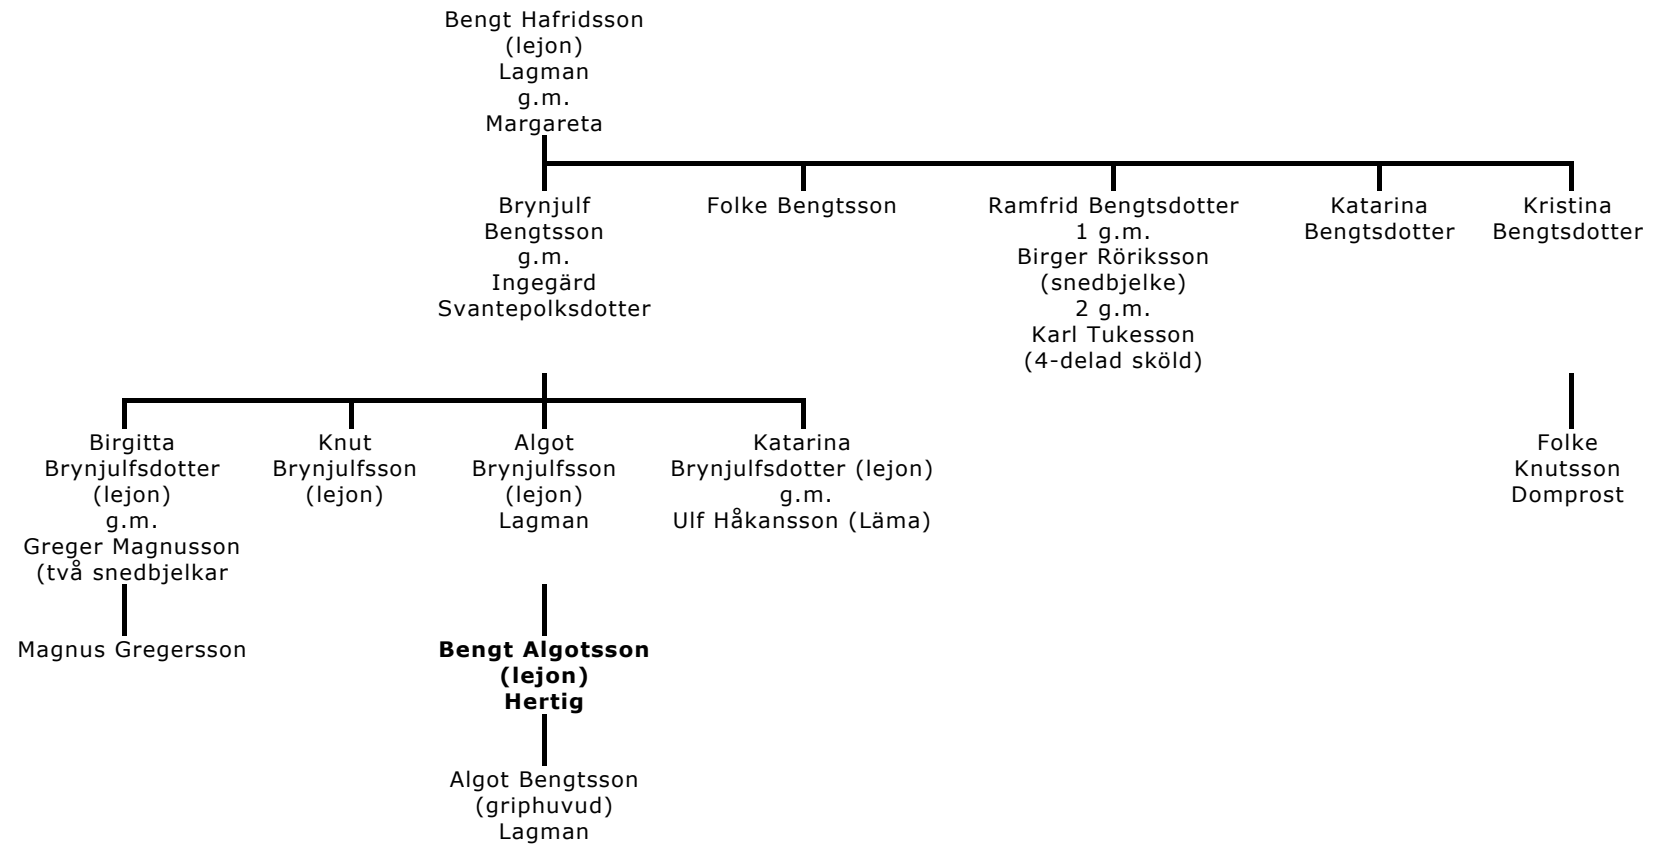 Bengt Hafridsson
(lejon)
Lagman
g.m.
Margareta
Brynjulf
Bengtsson
g.m.
Ingegärd
Svantepolksdotter
Folke Bengtsson
Ramfrid Bengtsdotter
1 g.m.
Birger Röriksson
(snedbjelke)
2 g.m.
Karl Tukesson
(4-delad sköld)
Katarina
Bengtsdotter
Kristina
Bengtsdotter
Birgitta
Brynjulfsdotter
(lejon)
g.m.
Greger Magnusson
(två snedbjelkar
Knut
Brynjulfsson
(lejon)
Algot
Brynjulfsson
(lejon)
Lagman
Katarina
Brynjulfsdotter (lejon)
g.m.
Ulf Håkansson (Läma)
Folke
Knutsson
Domprost
Magnus Gregersson
Bengt Algotsson
(lejon)
Hertig
Algot Bengtsson
(griphuvud)
Lagman